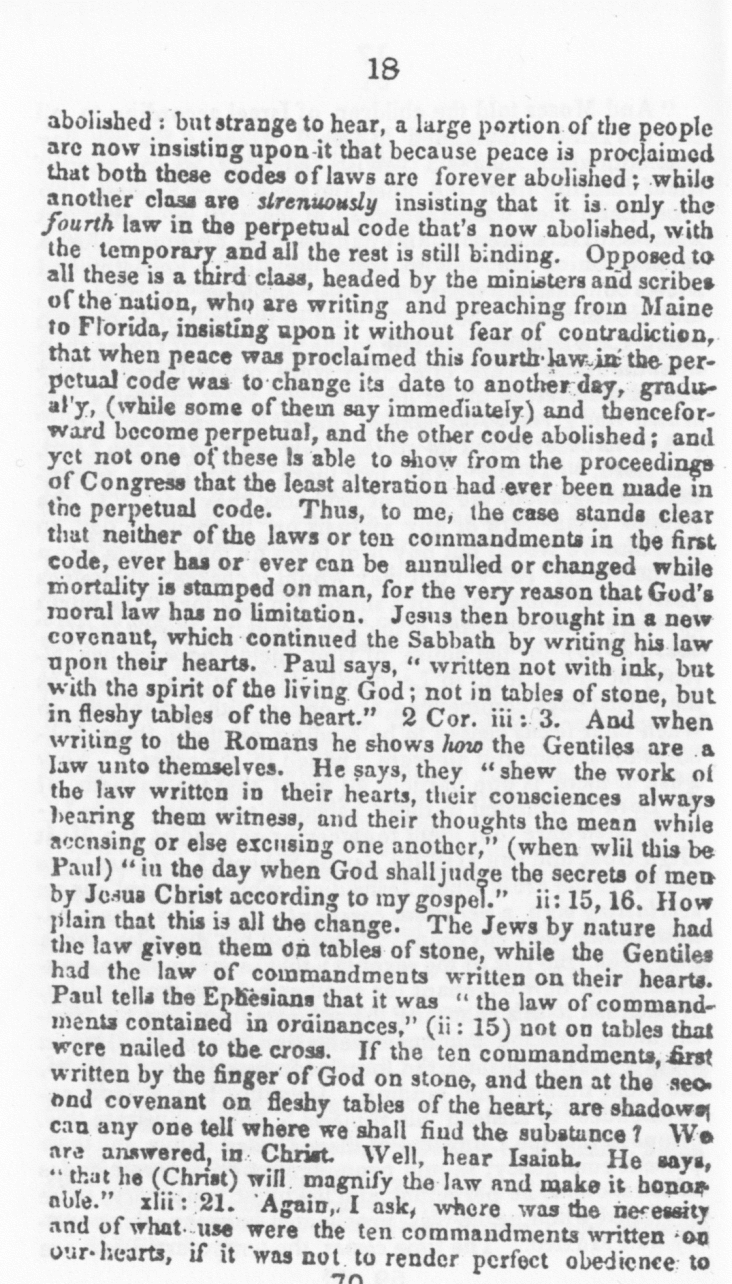 18
abolished : but strange to hear, a large portion of the people
are now insisting upon it that because peace is proclaimed
that both these codes of laws are forever abolished ; while
another class are strenuously insisting that it is only the
fourth law in the perpetual code that's now abolished, with
the temporary and all the rest is still binding. Opposed to
all these is a third class, headed by the ministers and scribes
of the nation, who are writing and preaching from Maine
to Florida, insisting upon it without fear of contradiction,
that when peace was proclaimed this fourth law in the per-
petual code was to change its date to another day, gradu-
al'y, (while some of them say immediately) and thencefor-
ward become perpetual, and the other code abolished ; and
yet not one of these is able to show from the proceedings
of Congress that the least alteration had ever been made in
the perpetual code. Thus, to me, the case stands clear
that neither of the laws or ten commandments in the first
code, ever has or ever can be annulled or changed while
mortality is stamped on man, for the very reason that God's
moral law has no limitation. Jesus then brought in a new
covenant, which continued the Sabbath by writing his law
upon their hearts. Paul says, " written not with ink, but
with the spirit of the living God ; not in tables of stone, but
in fleshy tables of the heart." 2 Cor. iii : 3. And when
writing to the Romans he shows how the Gentiles are a
law unto themselves. He says, they " shew the work of
the law written in their hearts, their consciences always
bearing them witness, and their thoughts the mean while
accnsing or else excusing one another," (when wlil this be
Paul) " in the day when God shall judge the secrets of men
by Jesus Christ according to my gospel." ii: 15, 16. How
plain that this is all the change. The Jews by nature had
the law given them on tables of stone, while the Gentiles
had the law of commandments written on their hearts.
Paul tells the Ephesians that it was " the law of command-
ments contained in ordinances," (ii : 15) not on tables that
were nailed to the cross. If the ten commandments, first
written by the finger of God on stone, and then at the sec-
ond covenant on fleshy tables of the heart, are shadows,
can any one tell where we shall find the substance ? We
are answered, in Christ. Well, hear Isaiah. He says,
" that he (Christ) will magnify the law and make it honor-
able." xlii : 21. Again, I ask, where was the necessity
and of what use were the ten commandments written on
our hearts, if it was not to render perfect obedience to
70